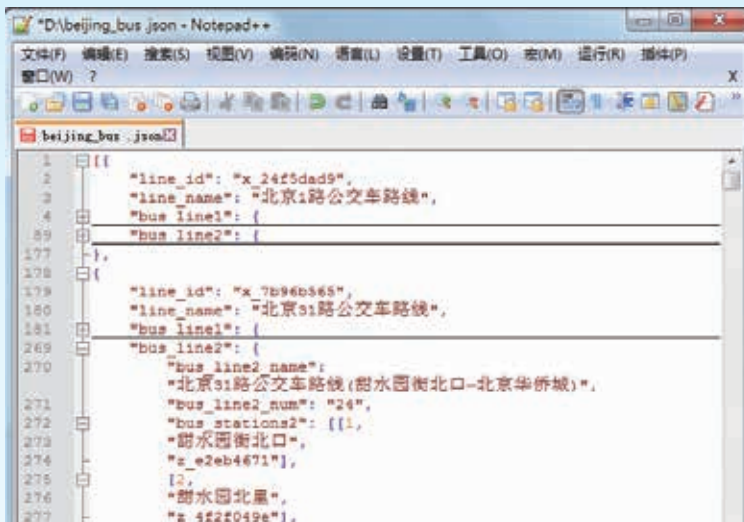 *D:\beijing_bus .json - Notepad++
文件(F) 编辑(E) 搜索(S) 视图(V) 编码(N) 语言(L) 设置(T) 工具(O) 宏(M) 运行(R) 插件(P)
窗口(W) ? X
beijing_bus .json
1 [{
2 "line_id": "x_24f5dad9",
3 "line_name": "北京1路公交车路线",
4 "bus_line1": {
89 "bus_line2": {
177 },
178 {
179 "line_id": "x_7b96b565",
180 "line_name": "北京31路公交车路线",
181 "bus_line1": {
269 "bus_line2": {
270 "bus_line2_name":
"北京31路公交车路线(甜水园街北口-北京华侨城)",
271 "bus_line2_num": "24",
272 "bus_stations2": [[1,
273 "甜水园街北口",
274 "z_e2eb4671"],
275 [2,
276 "甜水园北里",
277 "z_4f2f049e"],